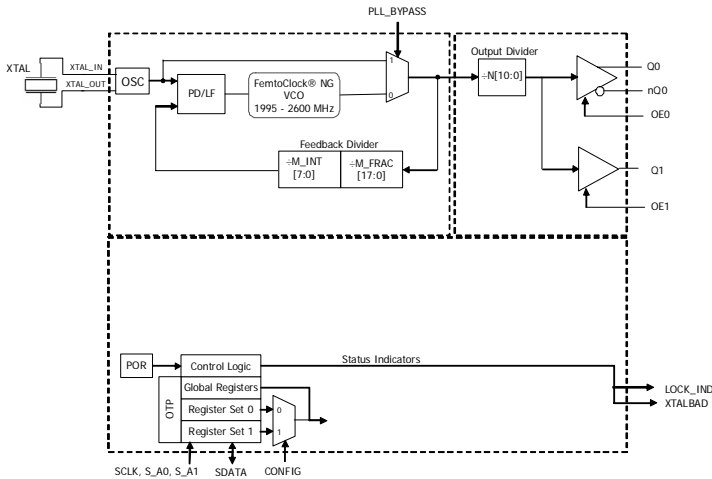 PLL_BYPASS
Output Divider
XTAL
XTAL_IN
XTAL_OUT
OSC
PD/LF
FemtoClock® NG
VCO
1995 - 2600 MHz
1
0
÷N[10:0]
Q0
nQ0
OE0
Feedback Divider
÷M_INT
[7:0]
÷M_FRAC
[17:0]
Q1
OE1
POR
Control Logic
Status Indicators
OTP
Global Registers
Register Set 0
0
Register Set 1
1
LOCK_IND
XTALBAD
SCLK, S_A0, S_A1
SDATA
CONFIG